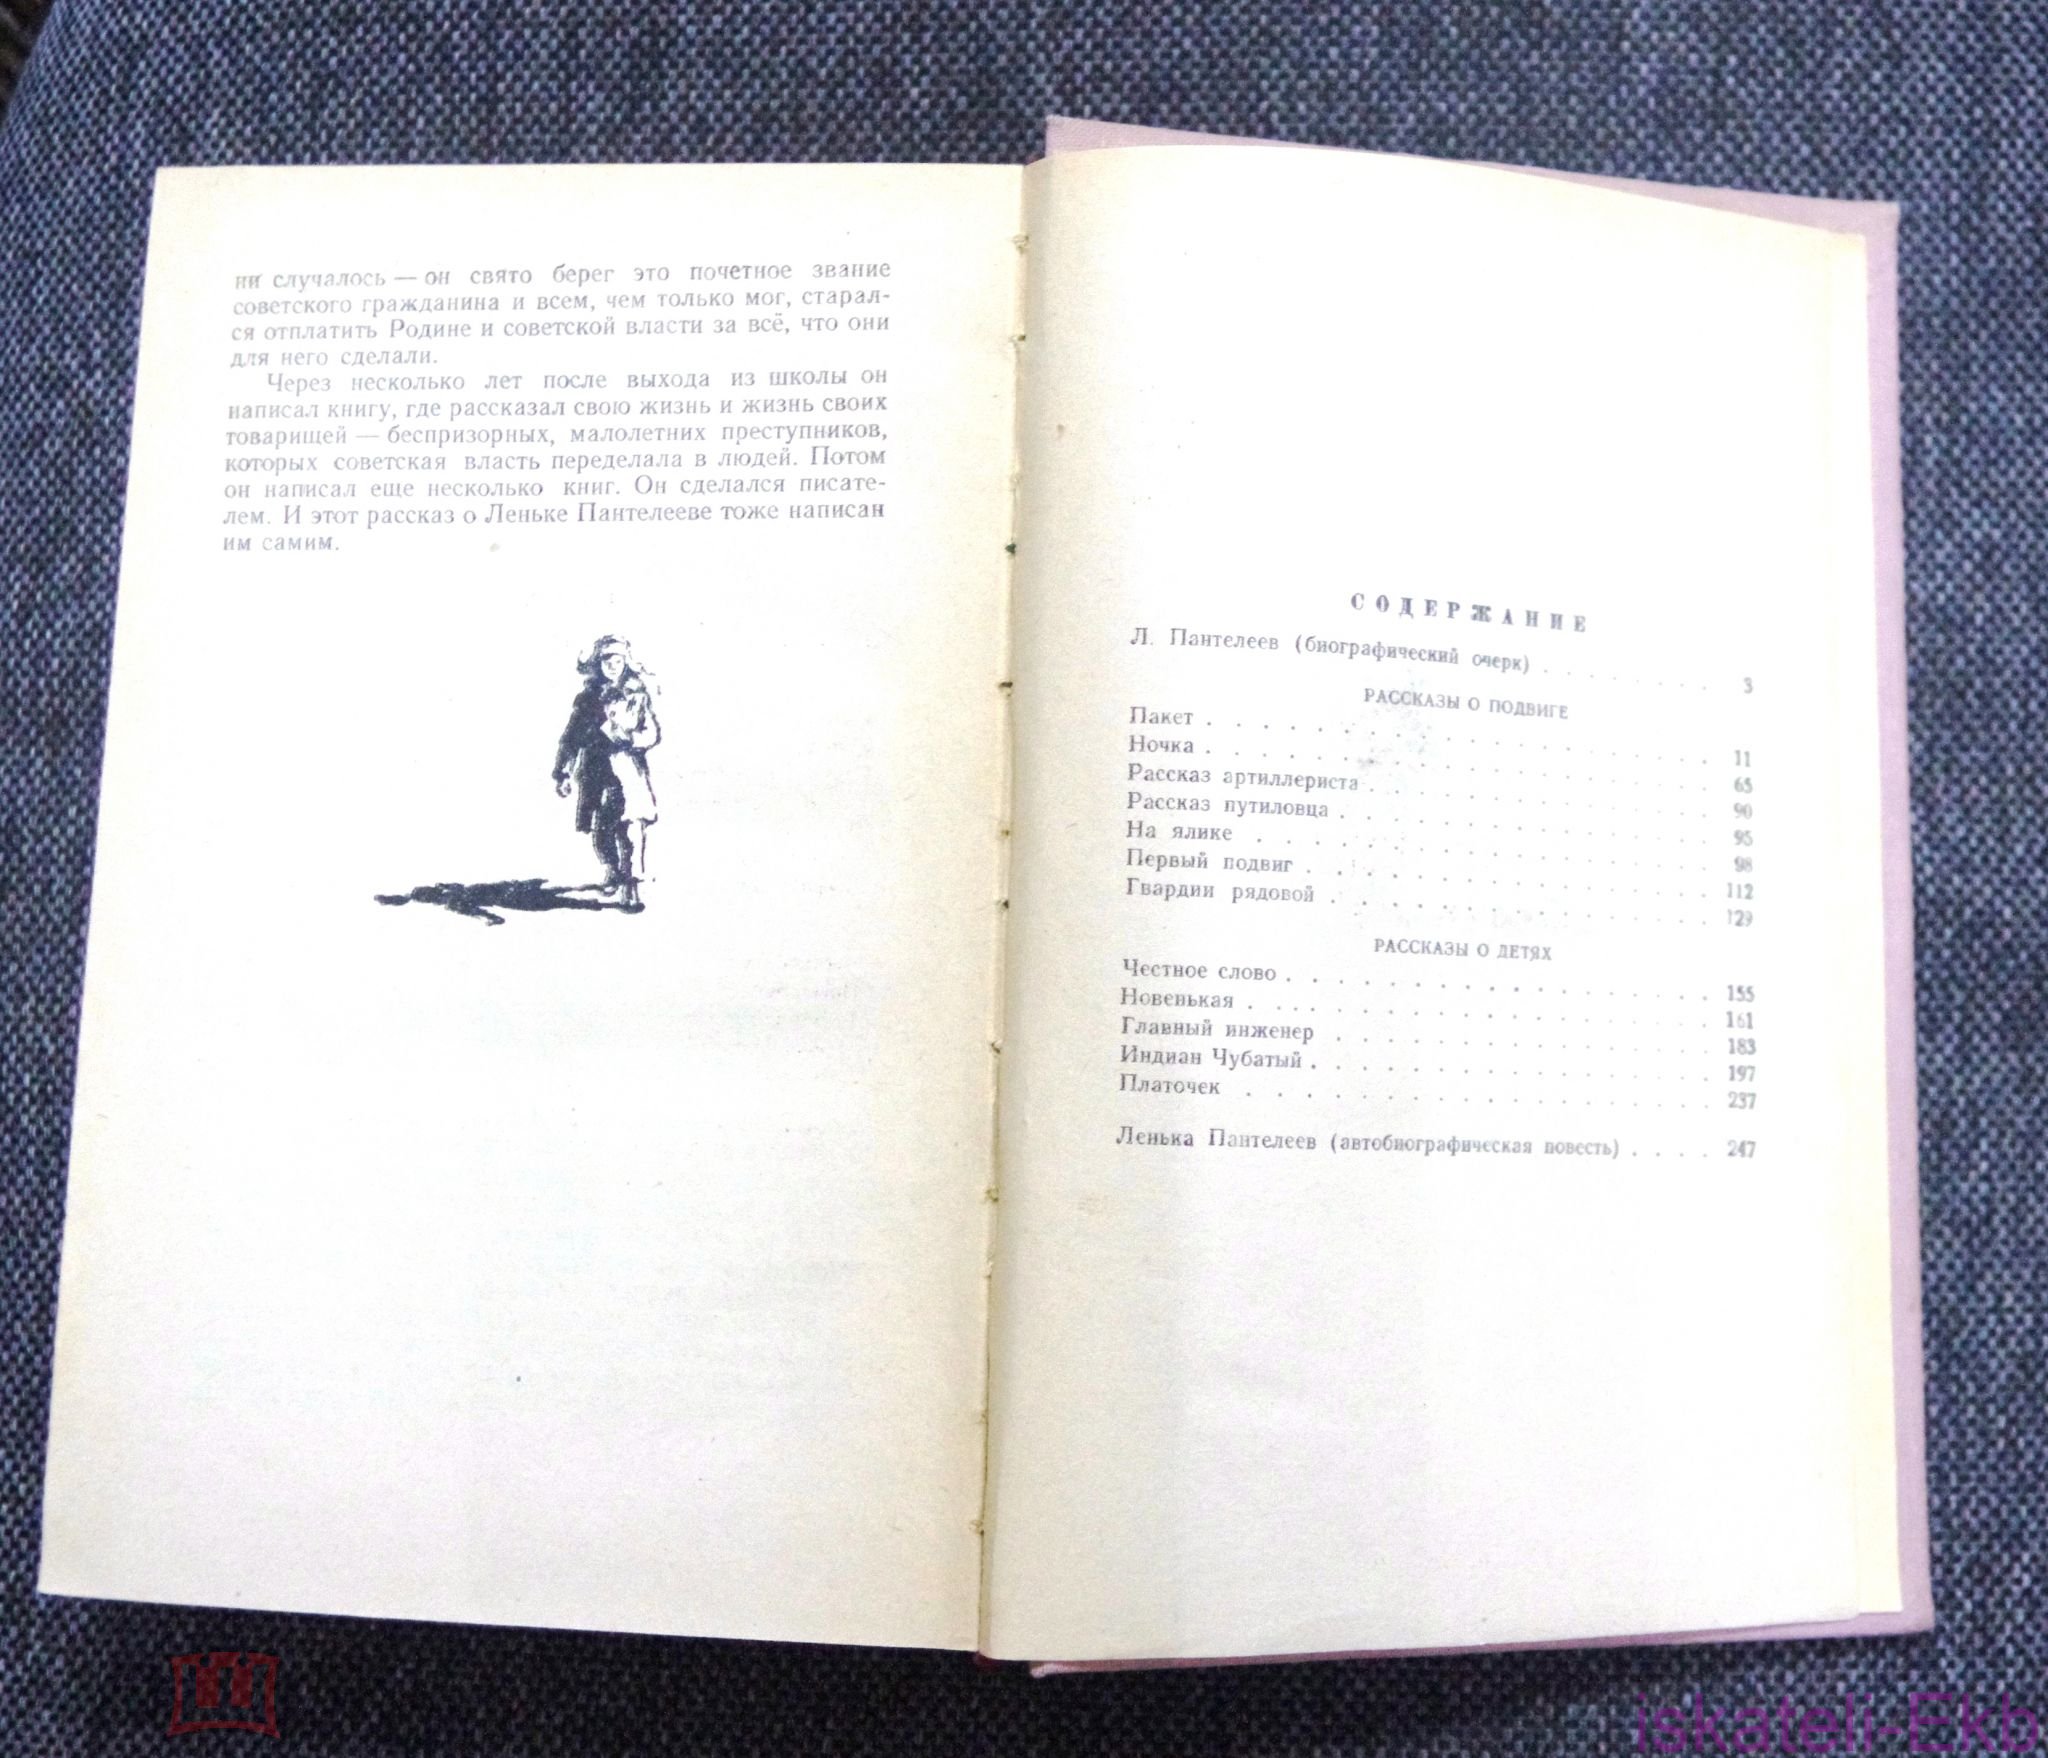 ни случалось — он свято берег это почетное звание
советского гражданина и всем, чем только мог, старал-
ся отплатить Родине и советской власти за всё, что они
для него сделали.
Через несколько лет после выхода из школы он
написал книгу, где рассказал свою жизнь и жизнь своих
товарищей — беспризорных, малолетних преступников,
которых советская власть переделала в людей. Потом
он написал еще несколько книг. Он сделался писате-
лем. И этот рассказ о Леньке Пантелееве тоже написан
им самим.
СОДЕРЖАНИЕ
Л. Пантелеев (биографический очерк) . . . . . . . 3
РАССКАЗЫ О ПОДВИГЕ
Пакет . . . . . . . . . . . . . . . . . 11
Ночка . . . . . . . . . . . . . . . . . 65
Рассказ артиллериста . . . . . . . . . . . . 90
Рассказ путиловца . . . . . . . . . . . . . 95
На ялике . . . . . . . . . . . . . . . . 98
Первый подвиг . . . . . . . . . . . . . . 112
Гвардии рядовой . . . . . . . . . . . . . 129
РАССКАЗЫ О ДЕТЯХ
Честное слово . . . . . . . . . . . . . . . 155
Новенькая . . . . . . . . . . . . . . . . 161
Главный инженер . . . . . . . . . . . . . 183
Индиан Чубатый . . . . . . . . . . . . . . 197
Платочек . . . . . . . . . . . . . . . . 237
Ленька Пантелеев (автобиографическая повесть) . . . . 247
iskateli-Ekb